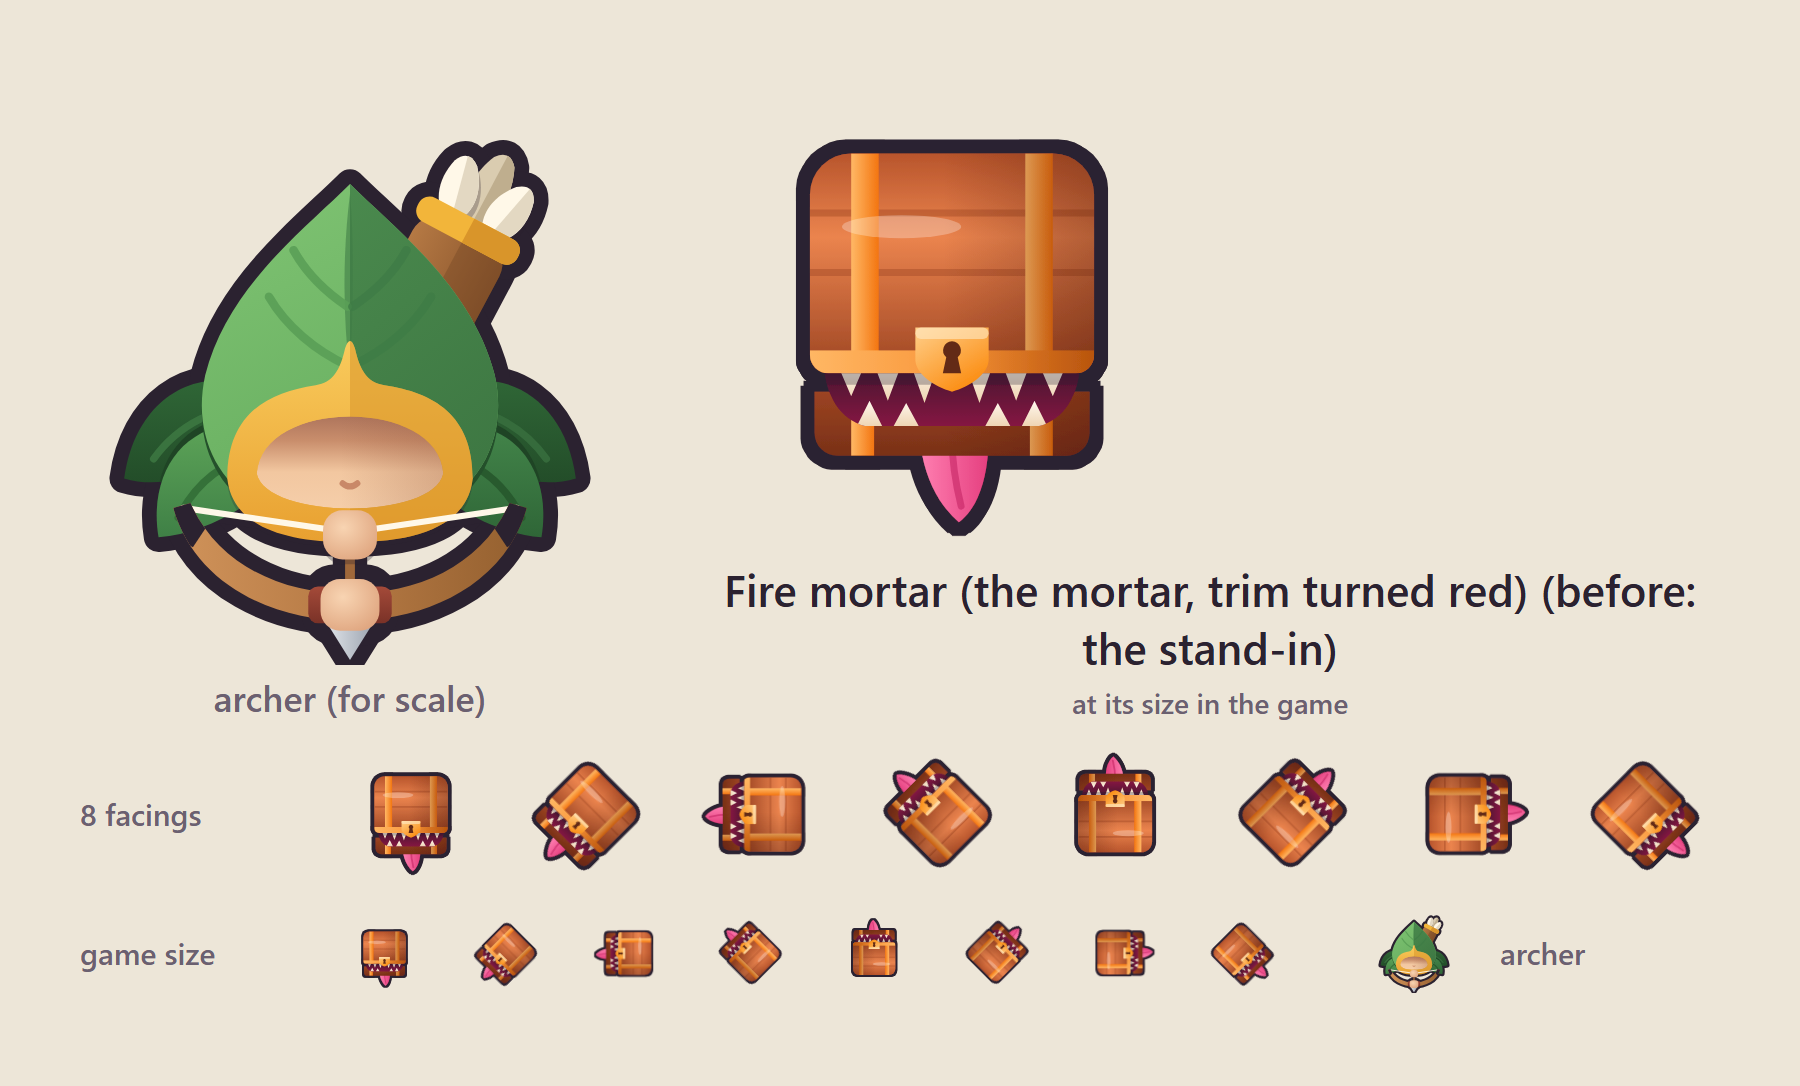 Fire mortar (the mortar, trim turned red) (before:
the stand-in)
archer (for scale)
at its size in the game
8 facings
game size
archer